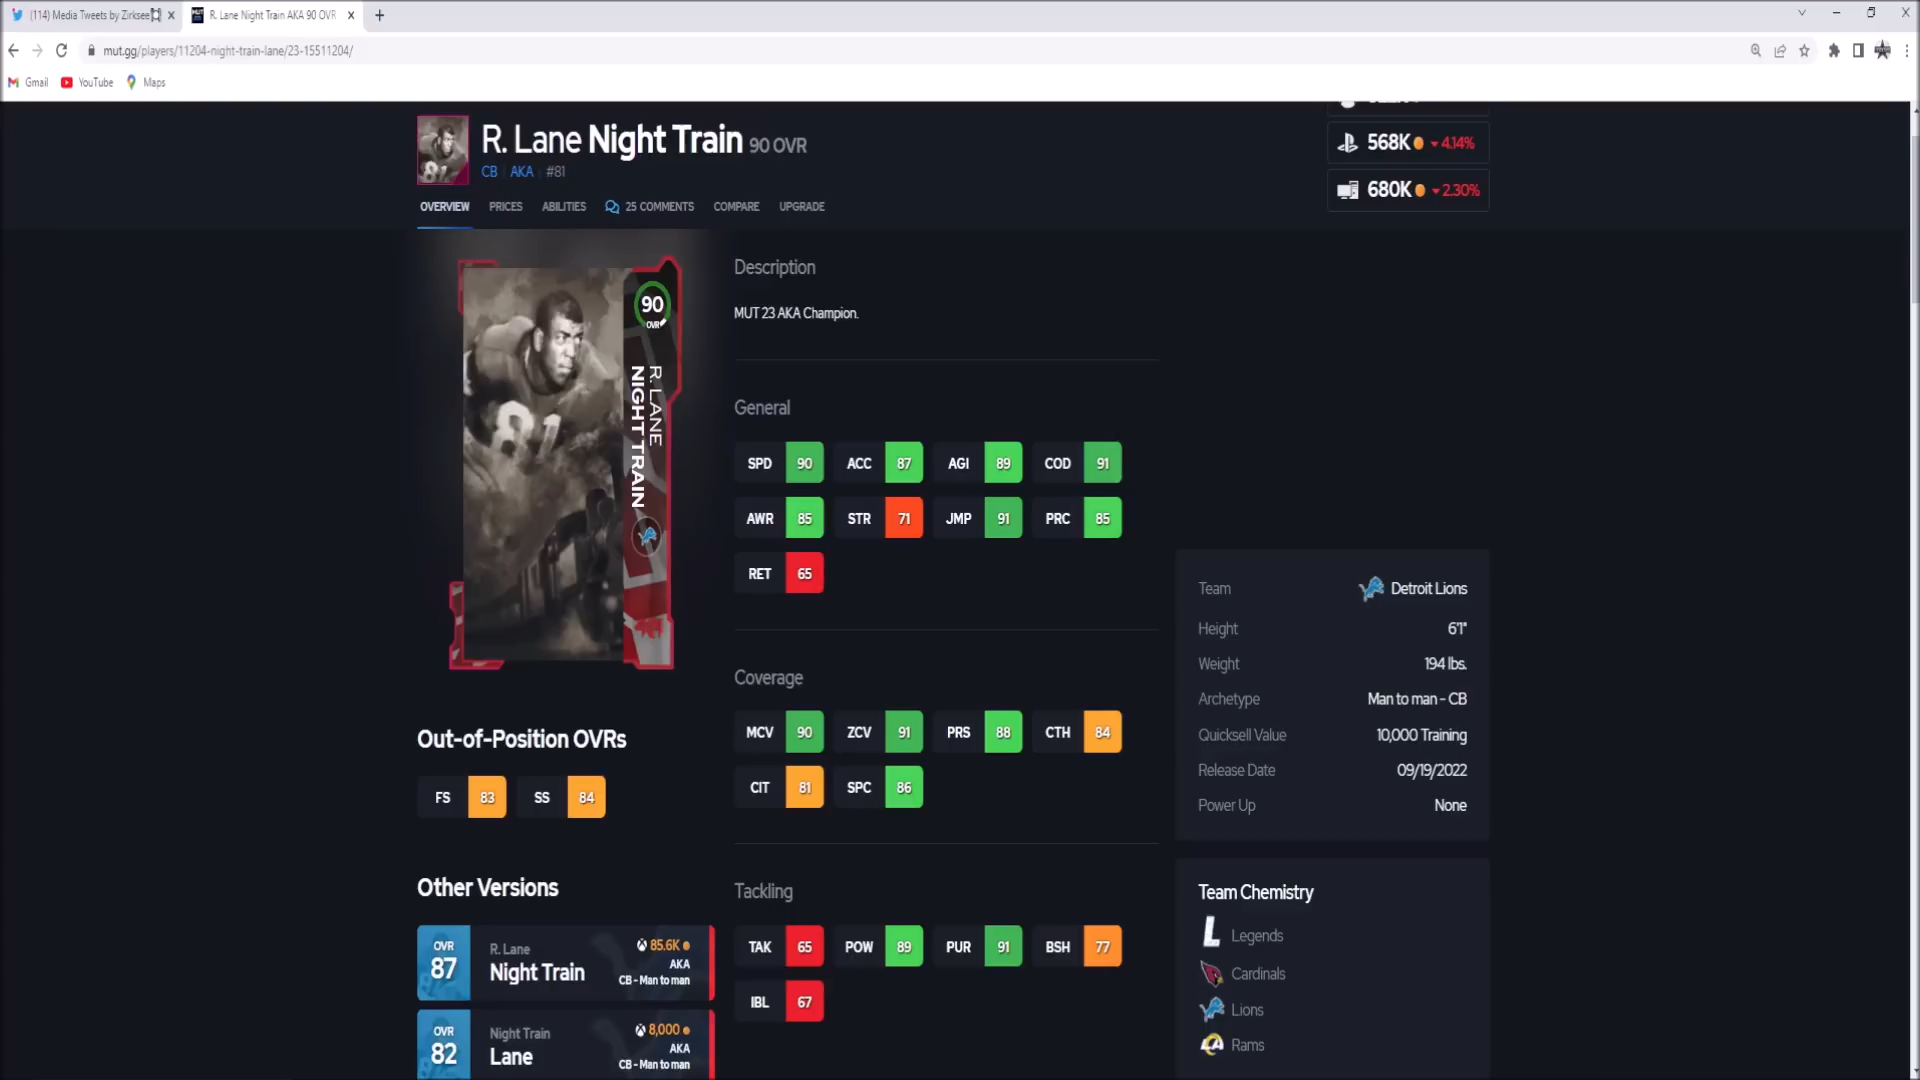 (114) Media Tweets by Zirksee
R. Lane Night Train AKA 90 OVR
mut.gg/players/11204-night-train-lane/23-15511204/
Gmail YouTube Maps
R. Lane Night Train 90 OVR
CB AKA #81
568K 4.14%
680K 2.30%
OVERVIEW PRICES ABILITIES 25 COMMENTS COMPARE UPGRADE
90
OVR
R. LANE
NIGHT TRAIN
81
Description
MUT 23 AKA Champion.
General
SPD 90 ACC 87 AGI 89 COD 91
AWR 85 STR 71 JMP 91 PRC 85
RET 65
Coverage
MCV 90 ZCV 91 PRS 88 CTH 84
CIT 81 SPC 86
Tackling
TAK 65 POW 89 PUR 91 BSH 77
IBL 67
Out-of-Position OVRs
FS 83 SS 84
Other Versions
OVR
87
R. Lane
Night Train
85.6K
AKA
CB - Man to man
OVR
82
Night Train
Lane
8,000
AKA
CB - Man to man
Team Detroit Lions
Height 6'1"
Weight 194 lbs.
Archetype Man to man - CB
Quicksell Value 10,000 Training
Release Date 09/19/2022
Power Up None
Team Chemistry
Legends
Cardinals
Lions
Rams